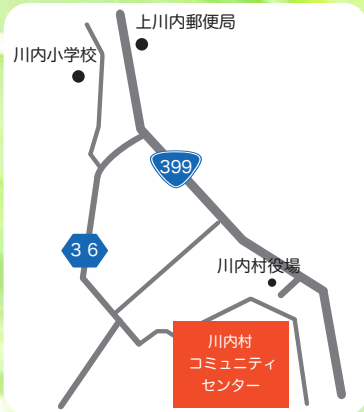 上川内郵便局
川内小学校
399
３６
川内村役場
川内村
コミュニティ
センター